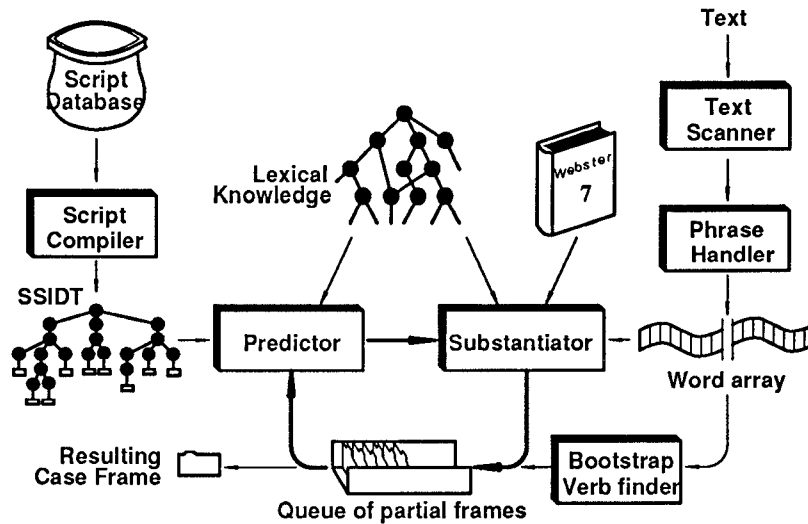 Text
Script
Database
Text
Scanner
Lexical
Knowledge
Webster
7
Script
Compiler
Phrase
Handler
SSIDT
Predictor
Substantiator
Word array
Resulting
Case Frame
Bootstrap
Verb finder
Queue of partial frames